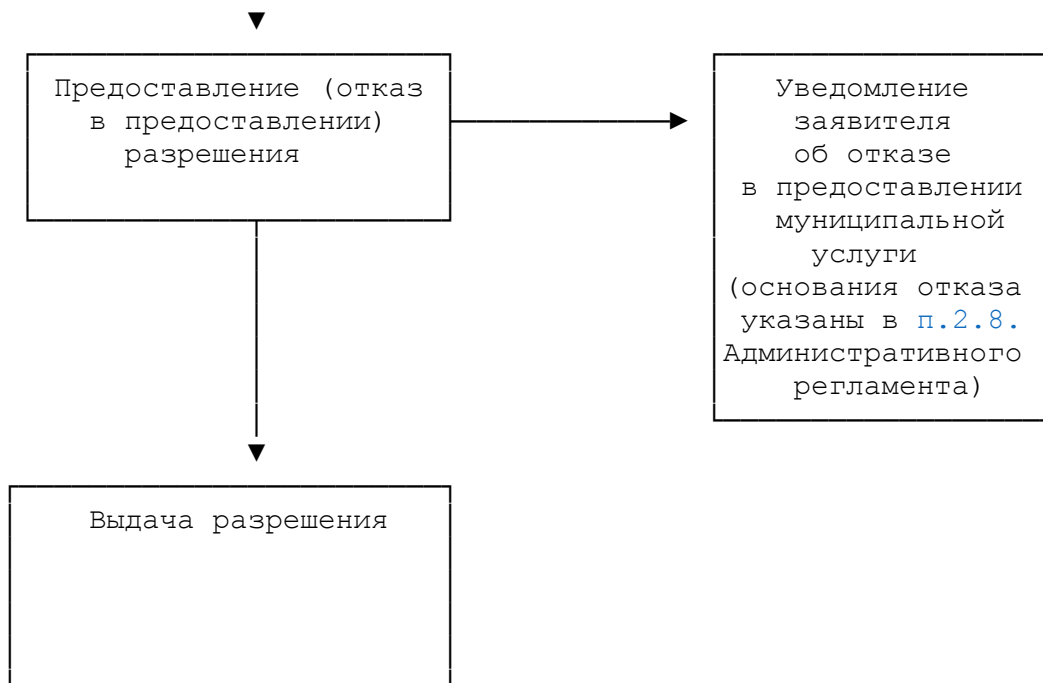 Предоставление (отказ
в предоставлении)
разрешения
Уведомление
заявителя
об отказе
в предоставлении
муниципальной
услуги
(основания отказа
указаны в п.2.8.
Административного
регламента)
Выдача разрешения